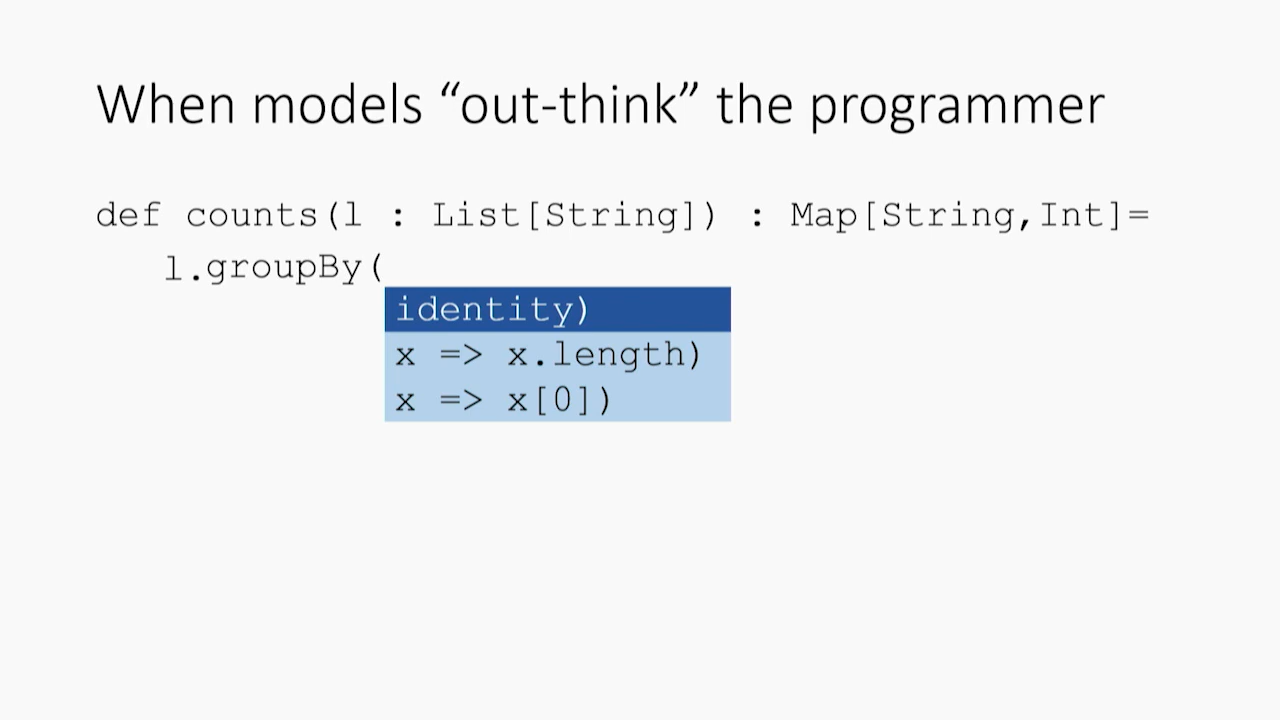 When models “out-think” the programmer
def counts(l : List[String]) : Map[String,Int]=
l.groupBy(
identity)
x => x.length)
x => x[0])